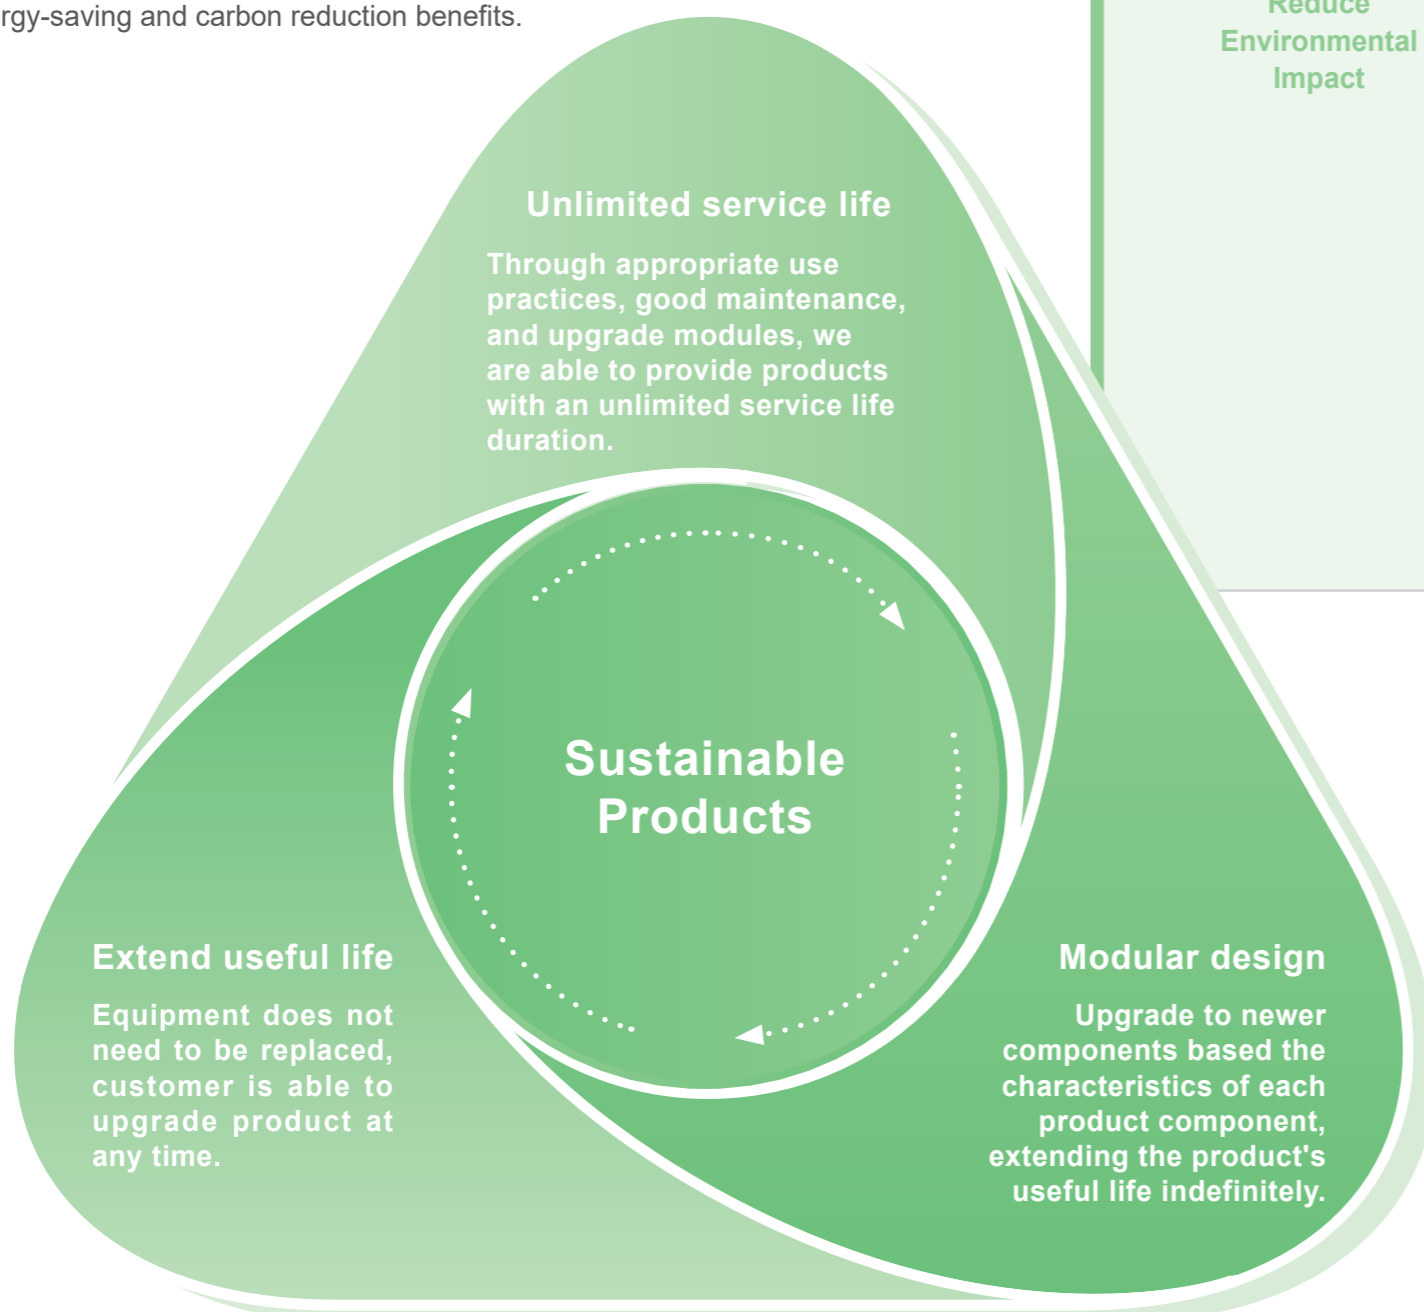 rgy-saving and carbon reduction benefits.
Reduce
Environmental
Impact
Unlimited service life
Through appropriate use
practices, good maintenance,
and upgrade modules, we
are able to provide products
with an unlimited service life
duration.
Sustainable
Products
Extend useful life
Equipment does not
need to be replaced,
customer is able to
upgrade product at
any time.
Modular design
Upgrade to newer
components based the
characteristics of each
product component,
extending the product's
useful life indefinitely.